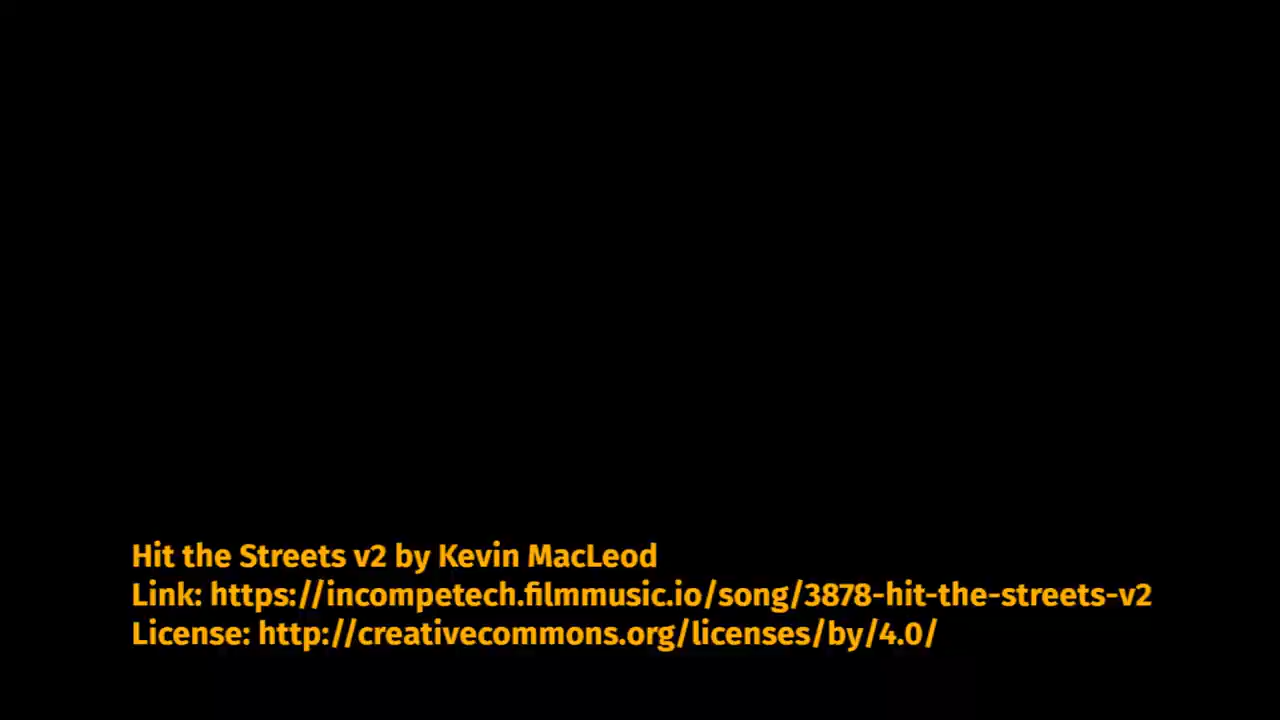 Hit the Streets v2 by Kevin MacLeod
Link: https://incompetech.filmmusic.io/song/3878-hit-the-streets-v2
License: http://creativecommons.org/licenses/by/4.0/